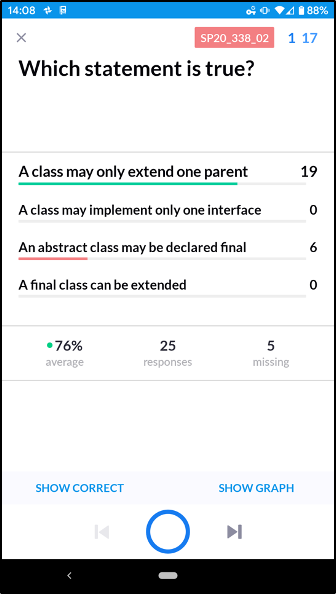 14:08
88%
SP20_338_02
1 17
Which statement is true?
A class may only extend one parent 19
A class may implement only one interface 0
An abstract class may be declared final 6
A final class can be extended 0
76% 25 5
average responses missing
SHOW CORRECT SHOW GRAPH